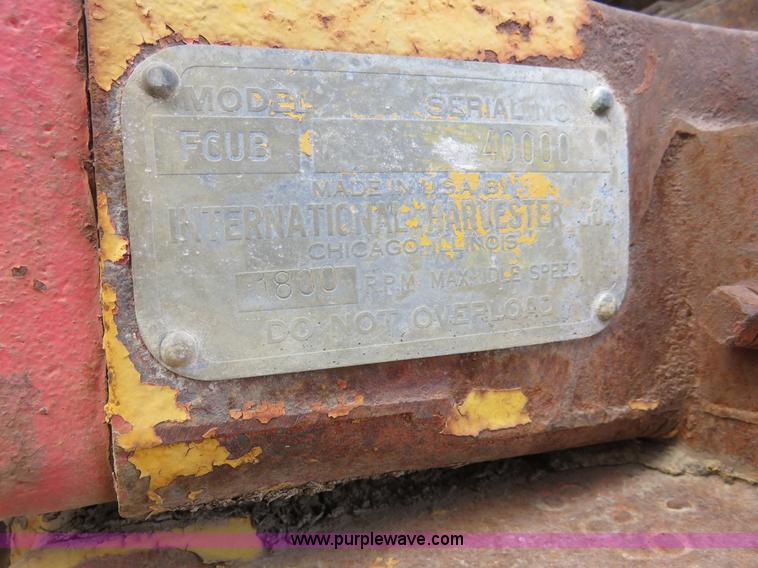 MODEL SERIAL NO.
FCUB 40000
MADE IN U.S.A. BY
INTERNATIONAL HARVESTER CO.
CHICAGO, ILLINOIS
1800 R.P.M. MAX. IDLE SPEED
DO NOT OVERLOAD
www.purplewave.com